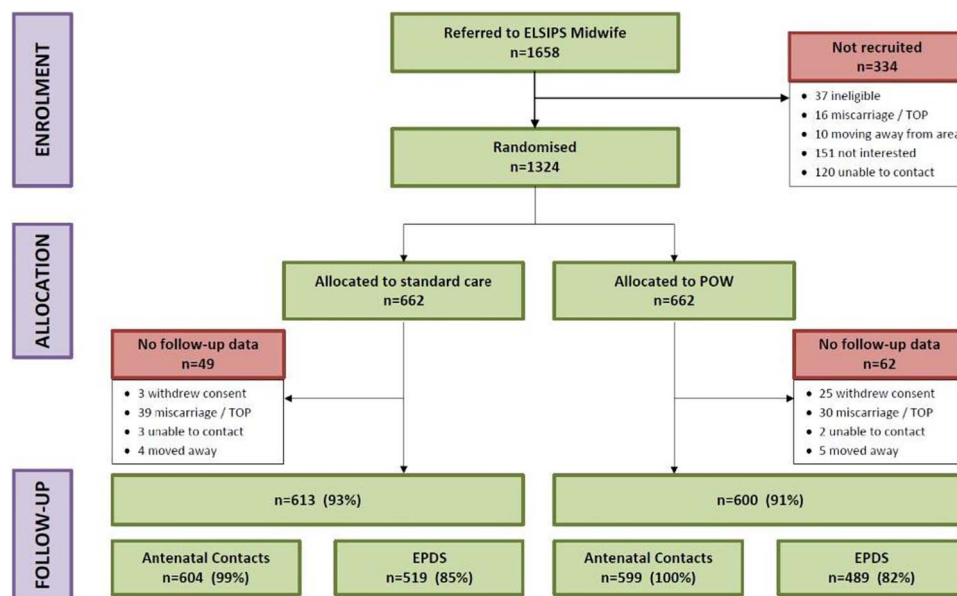 ENROLMENT
Referred to ELSIPS Midwife
n=1658
Not recruited
n=334
• 37 ineligible
• 16 miscarriage / TOP
• 10 moving away from area
• 151 not interested
• 120 unable to contact
Randomised
n=1324
ALLOCATION
Allocated to standard care
n=662
Allocated to POW
n=662
No follow-up data
n=49
• 3 withdrew consent
• 39 miscarriage / TOP
• 3 unable to contact
• 4 moved away
No follow-up data
n=62
• 25 withdrew consent
• 30 miscarriage / TOP
• 2 unable to contact
• 5 moved away
FOLLOW-UP
n=613 (93%)
n=600 (91%)
Antenatal Contacts
n=604 (99%)
EPDS
n=519 (85%)
Antenatal Contacts
n=599 (100%)
EPDS
n=489 (82%)